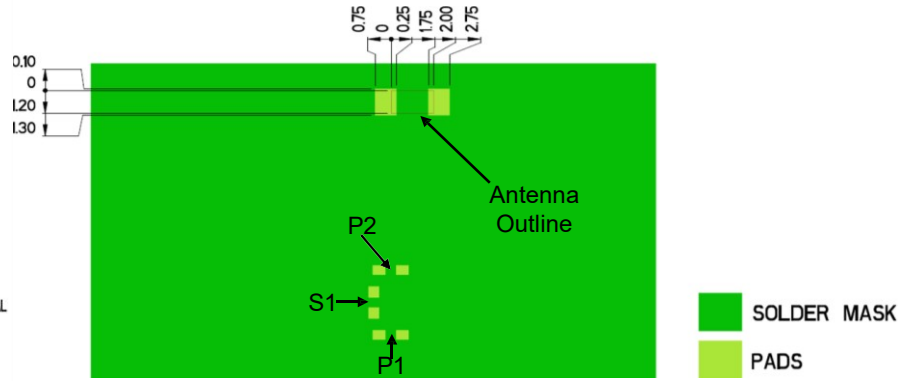 0.75
0
0.25
1.75
2.00
2.75
0.10
0
1.20
1.30
Antenna
Outline
P2
S1
P1
L
SOLDER MASK
PADS